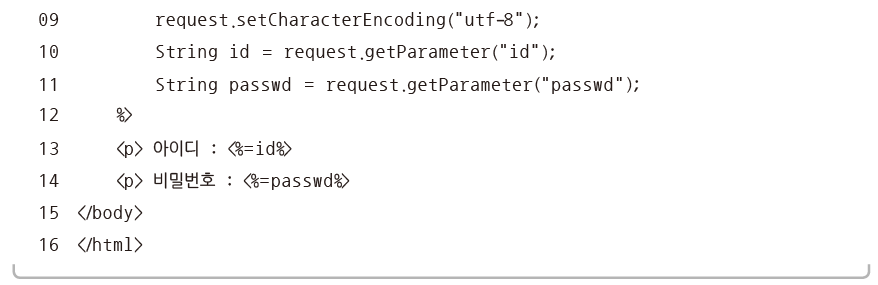 09 request.setCharacterEncoding("utf-8");
10 String id = request.getParameter("id");
11 String passwd = request.getParameter("passwd");
12 %>
13 <p> 아이디 : <%=id%>
14 <p> 비밀번호 : <%=passwd%>
15 </body>
16 </html>